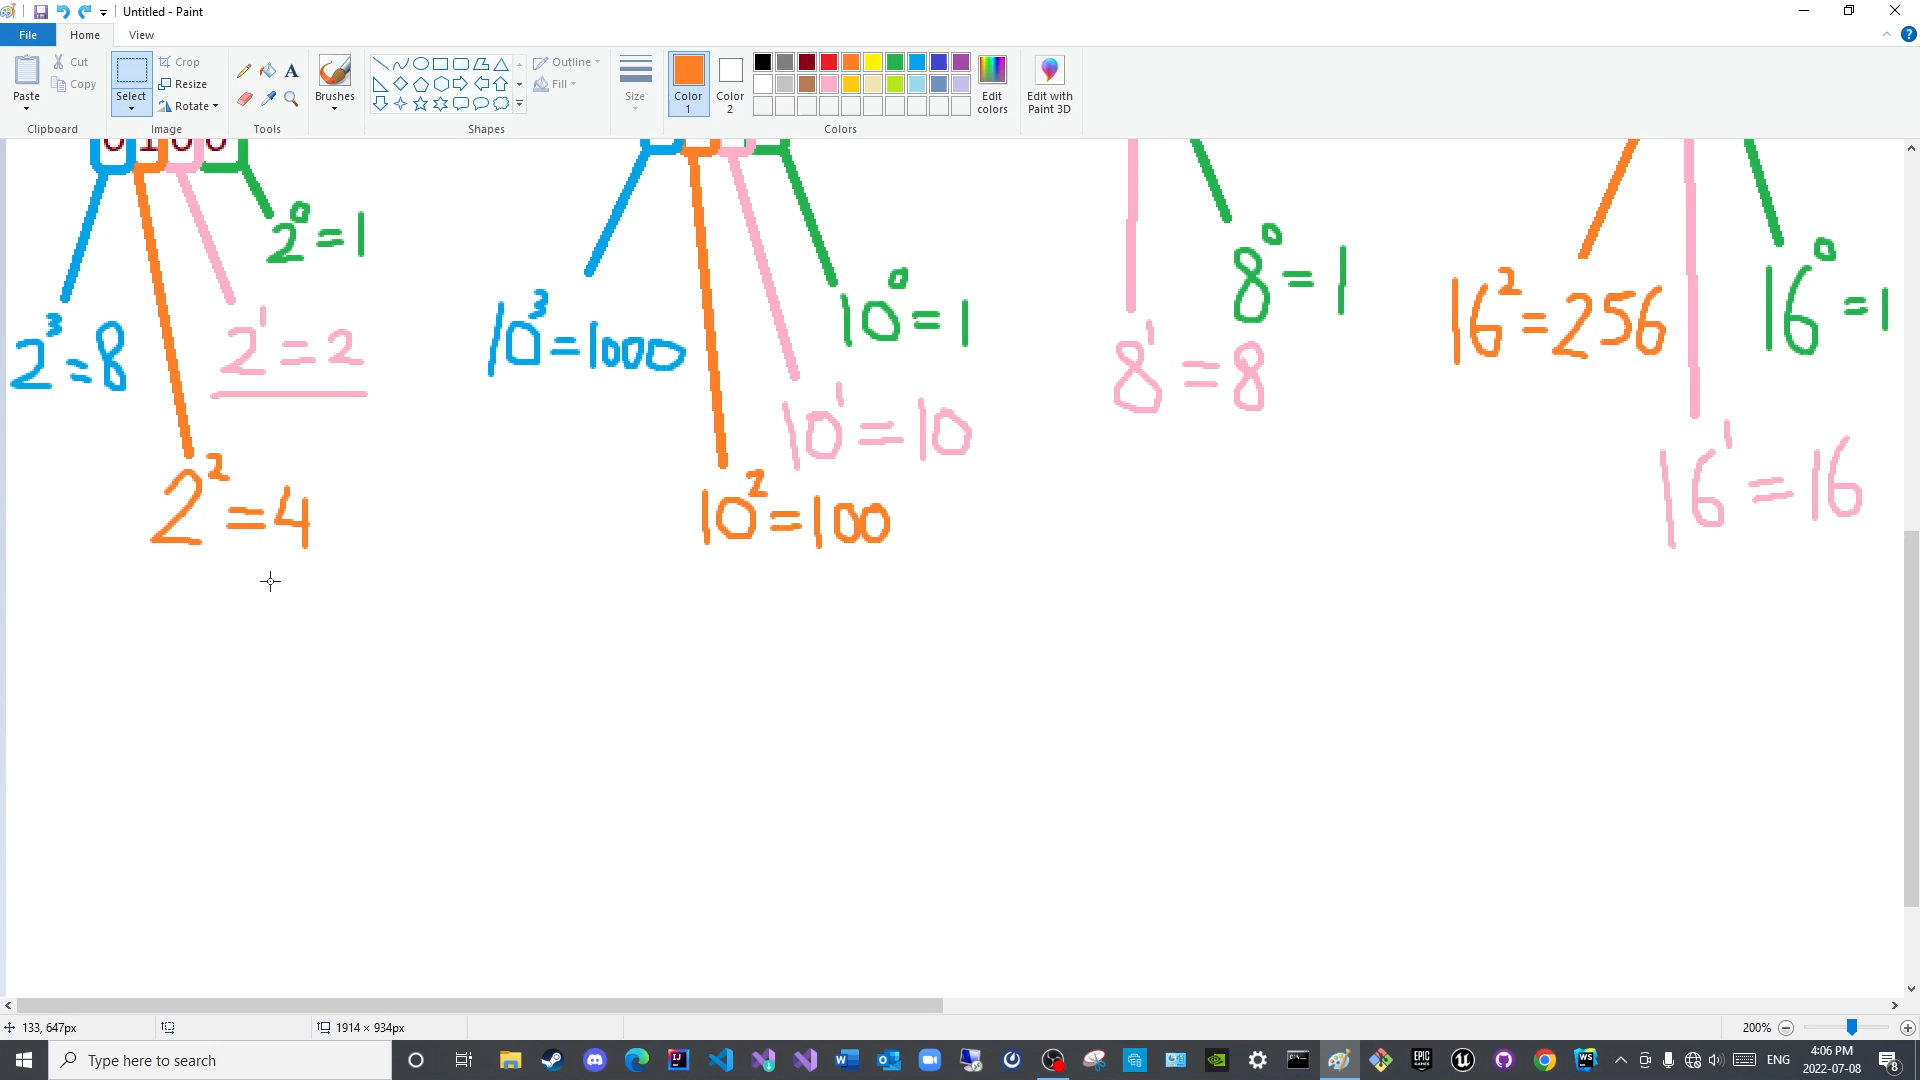 Untitled - Paint
File
Home
View
Paste
Cut
Copy
Clipboard
Select
Crop
Resize
Rotate
Image
Tools
Brushes
Shapes
Outline
Fill
Size
Color 1
Color 2
Colors
Edit colors
Edit with Paint 3D
0100
2⁰=1
2¹=2
2³=8
2²=4
10³=1000
10⁰=1
10¹=10
10²=100
8⁰=1
8¹=8
16²=256
16⁰=1
16¹=16
133, 647px
1914 × 934px
200%
Type here to search
ENG
4:06 PM
2022-07-08
8